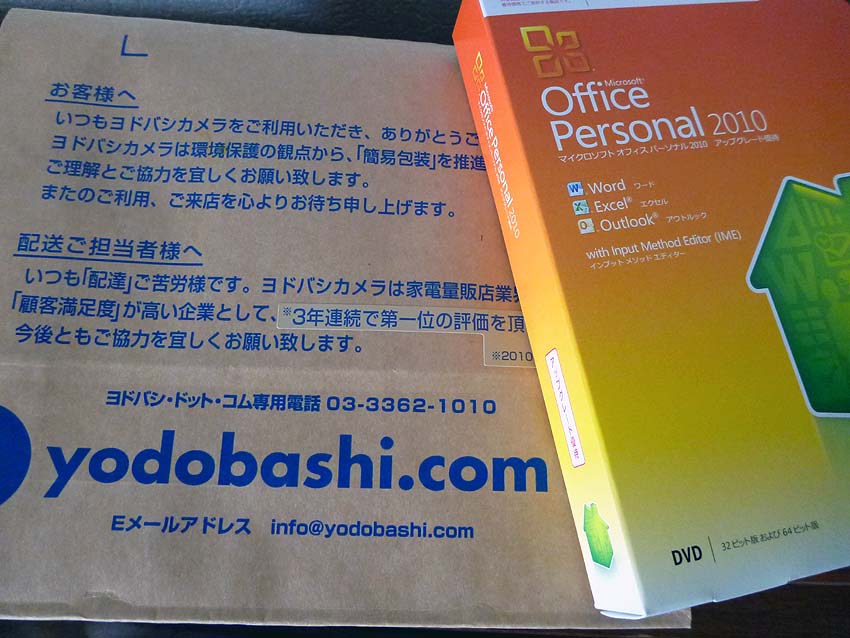 お客様へ
いつもヨドバシカメラをご利用いただき、ありがとうご
ヨドバシカメラは環境保護の観点から、「簡易包装」を推進
ご理解とご協力を宜しくお願い致します。
またのご利用、ご来店を心よりお待ち申し上げます。
配送ご担当者様へ
いつも「配達」ご苦労様です。ヨドバシカメラは家電量販店業界
「顧客満足度」が高い企業として、※3年連続で第一位の評価を頂
※2010
今後ともご協力を宜しくお願い致します。
ヨドバシ・ドット・コム専用電話 03-3362-1010
yodobashi.com
Eメールアドレス info@yodobashi.com
Microsoft®
Office
Personal 2010
マイクロソフト オフィス パーソナル 2010 アップグレード優待
Word ワード
Excel® エクセル
Outlook® アウトルック
with Input Method Editor (IME)
インプット メソッド エディター
DVD
32 ビット版 および 64 ビット版
Office Personal 2010
アップグレード優待